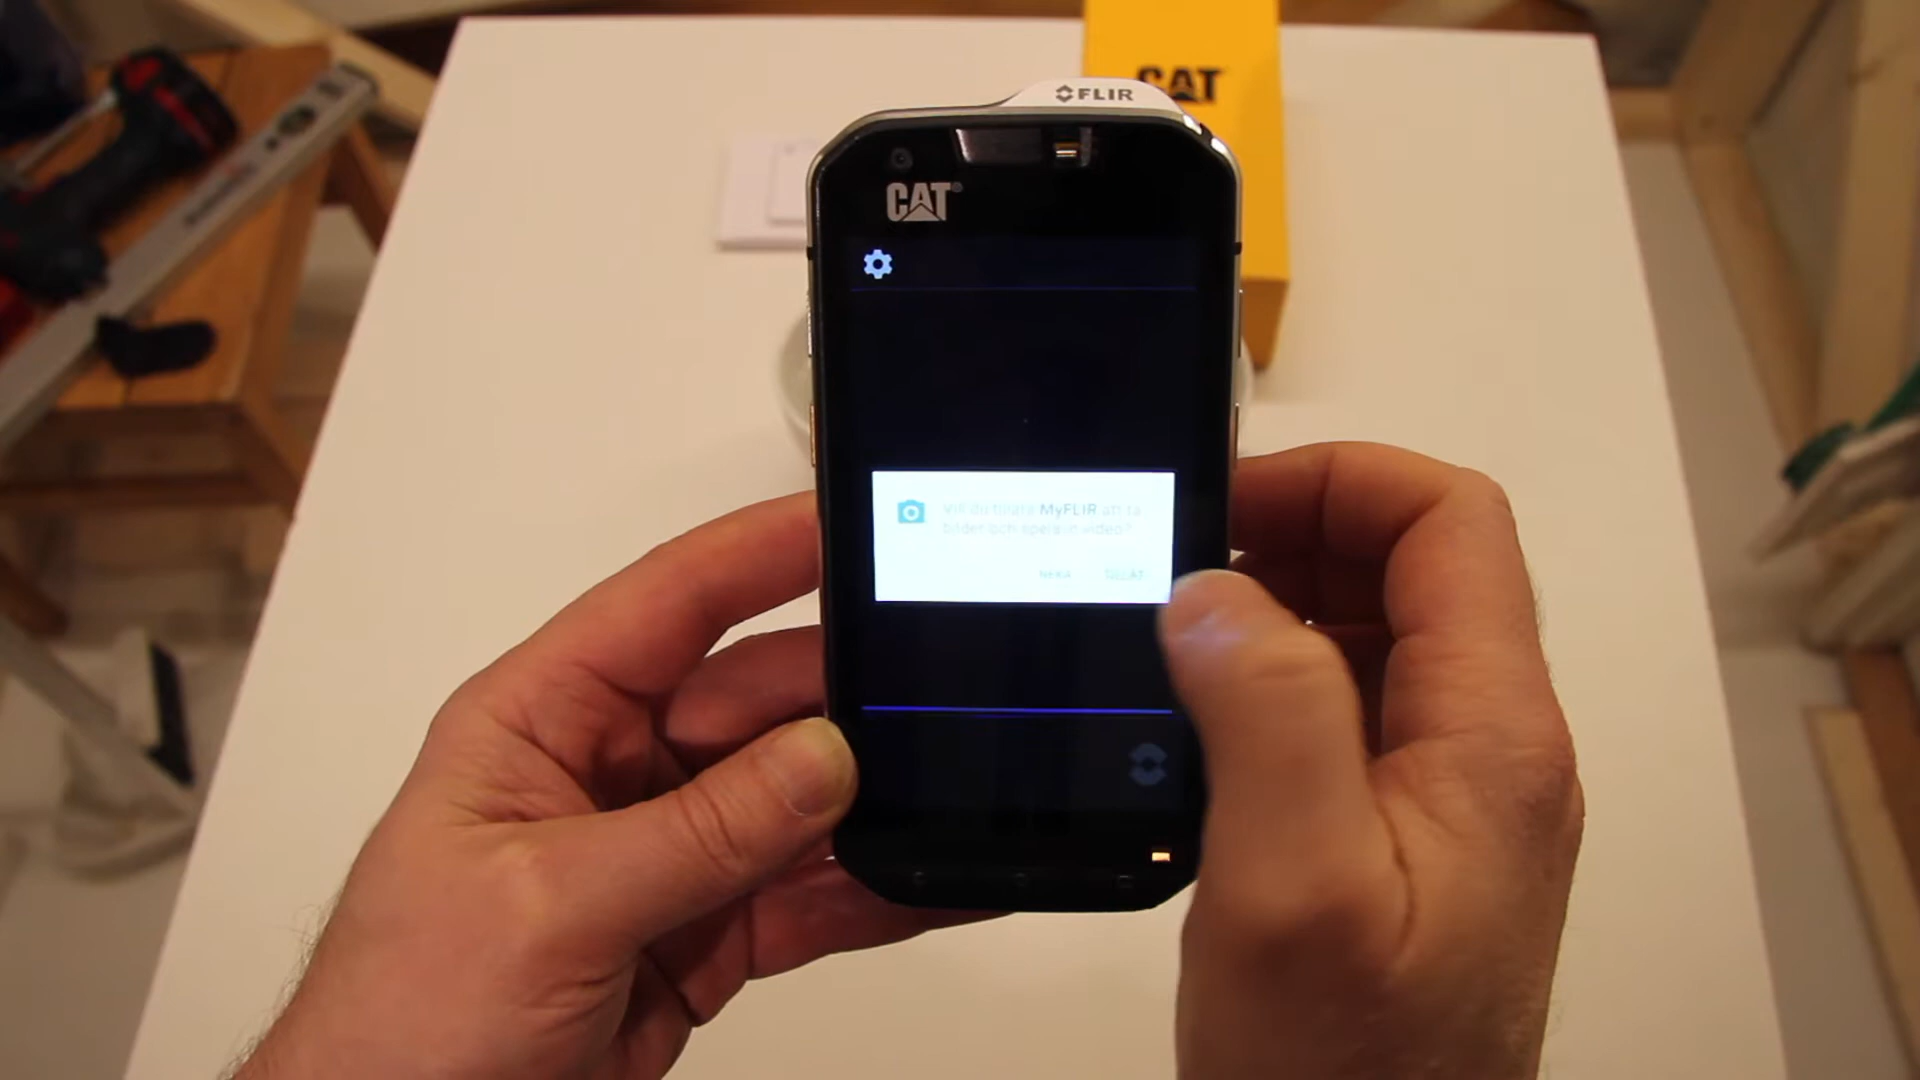 CAT
FLIR
CAT®
Vill du tillåta MyFLIR att ta
bilder och spela in video?
NEKA TILLÅT